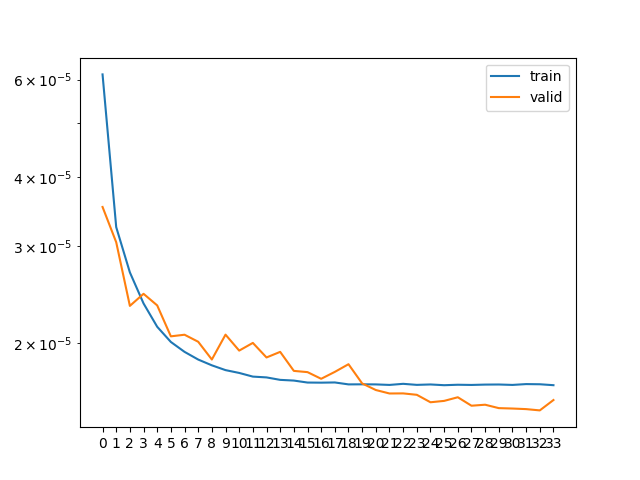 train
valid
6 × 10⁻⁵
4 × 10⁻⁵
3 × 10⁻⁵
2 × 10⁻⁵
0 1 2 3 4 5 6 7 8 9 10 11 12 13 14 15 16 17 18 19 20 21 22 23 24 25 26 27 28 29 30 31 32 33